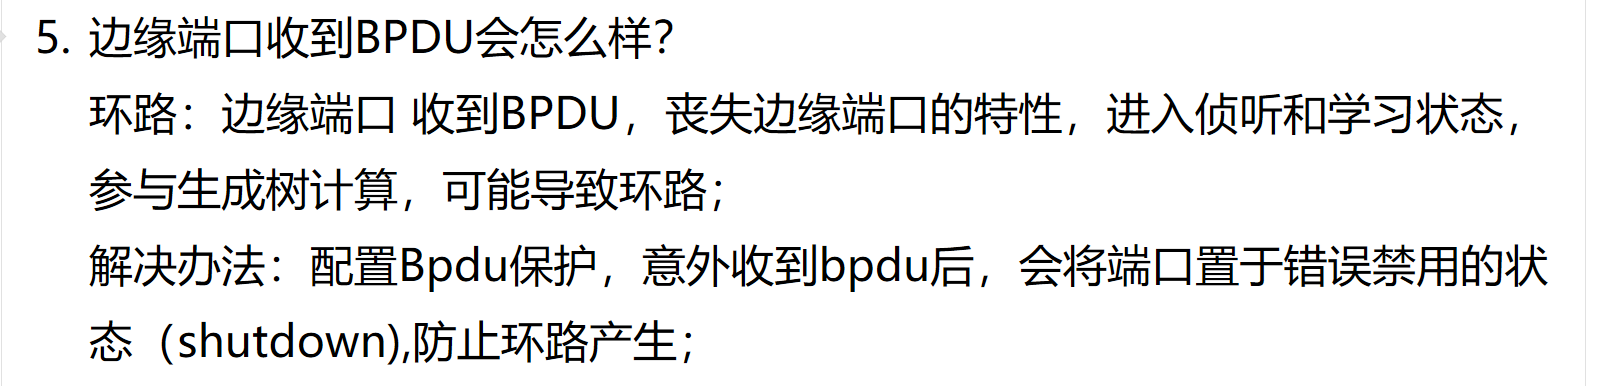 5. 边缘端口收到BPDU会怎么样？
环路：边缘端口 收到BPDU，丧失边缘端口的特性，进入侦听和学习状态，
参与生成树计算，可能导致环路；
解决办法：配置Bpdu保护，意外收到bpdu后，会将端口置于错误禁用的状
态（shutdown),防止环路产生；